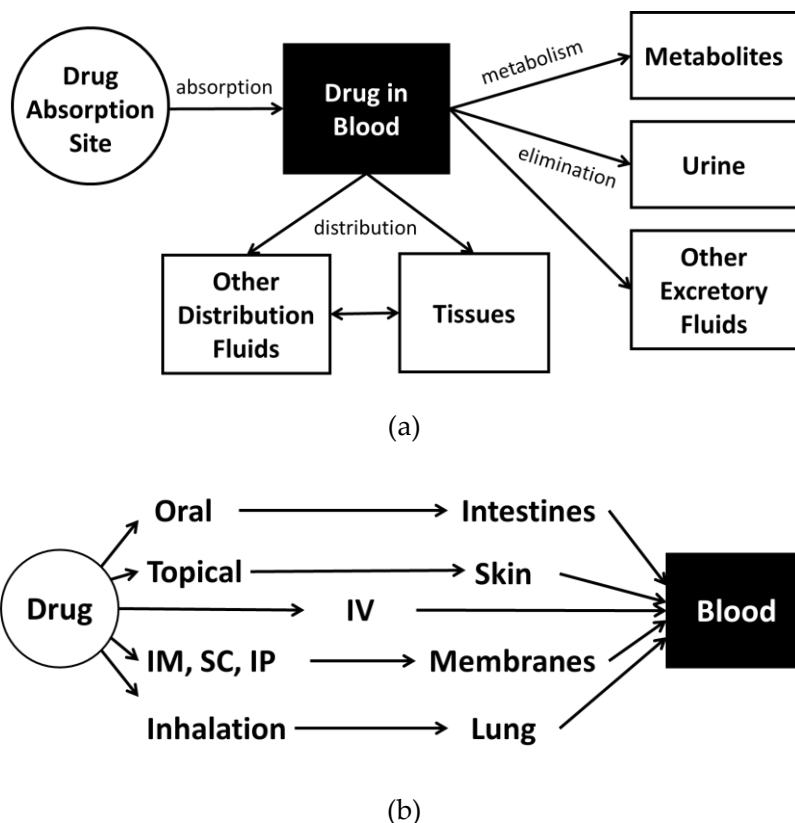 Drug
Absorption
Site
absorption
Drug in
Blood
metabolism
Metabolites
elimination
Urine
Other
Excretory
Fluids
distribution
Other
Distribution
Fluids
Tissues
(a)
Drug
Oral
Intestines
Topical
Skin
IV
IM, SC, IP
Membranes
Inhalation
Lung
Blood
(b)